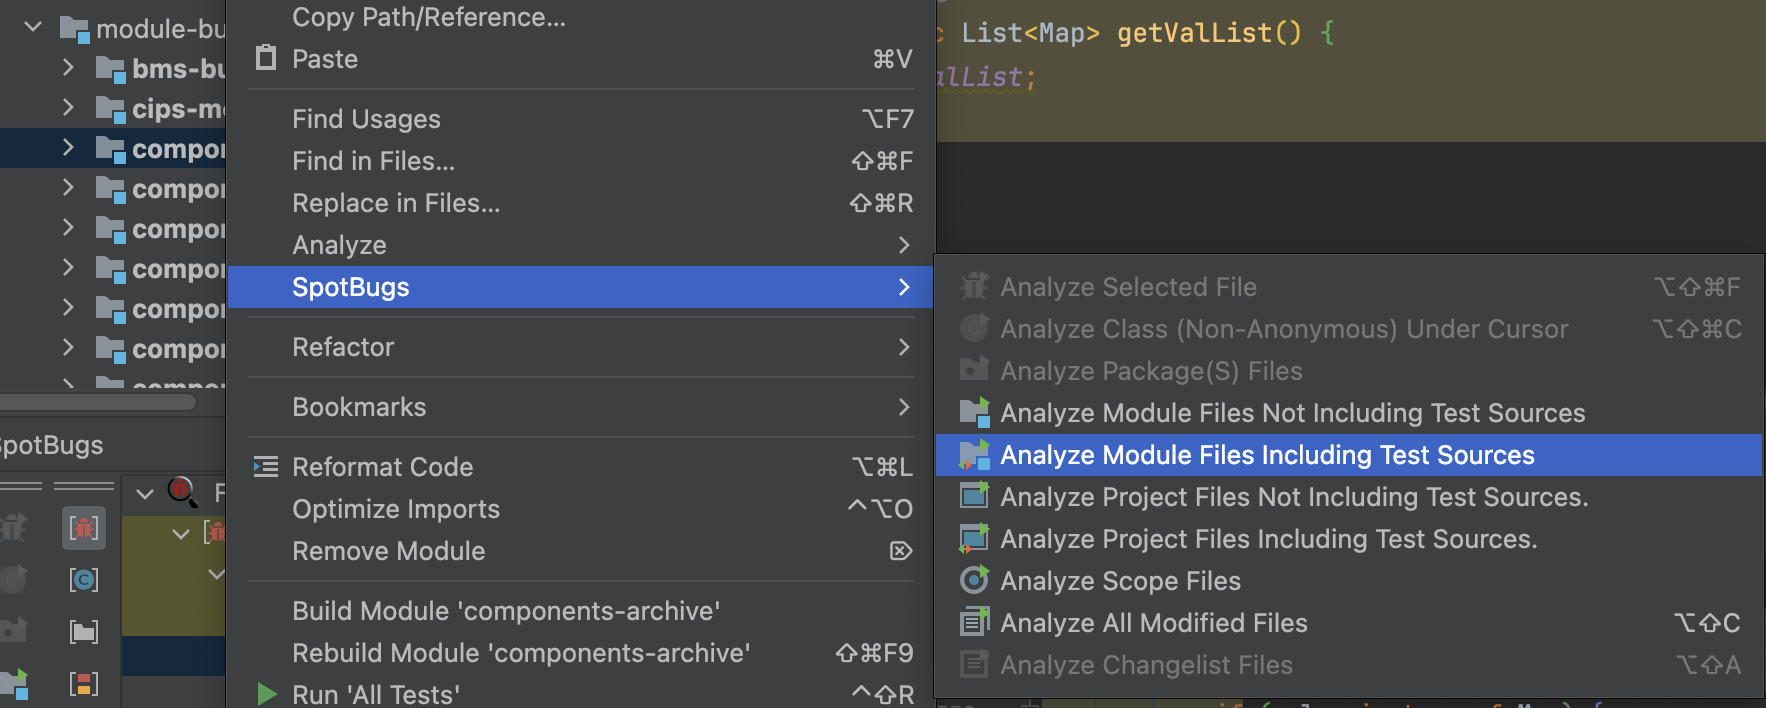 module-bu
bms-bu
cips-m
compo
compo
compo
compo
compo
compo
SpotBugs
Copy Path/Reference...
Paste ⌘V
Find Usages ⌥F7
Find in Files... ⇧⌘F
Replace in Files... ⇧⌘R
Analyze
SpotBugs
Refactor
Bookmarks
Reformat Code ⌥⌘L
Optimize Imports ^⌥O
Remove Module ⌦
Build Module 'components-archive'
Rebuild Module 'components-archive' ⇧⌘F9
Run 'All Tests' ^⇧R
c List<Map> getValList() {
alList;
Analyze Selected File ⌥⇧⌘F
Analyze Class (Non-Anonymous) Under Cursor ⌥⇧⌘C
Analyze Package(S) Files
Analyze Module Files Not Including Test Sources
Analyze Module Files Including Test Sources
Analyze Project Files Not Including Test Sources.
Analyze Project Files Including Test Sources.
Analyze Scope Files
Analyze All Modified Files ⌥⇧C
Analyze Changelist Files ⌥⇧A